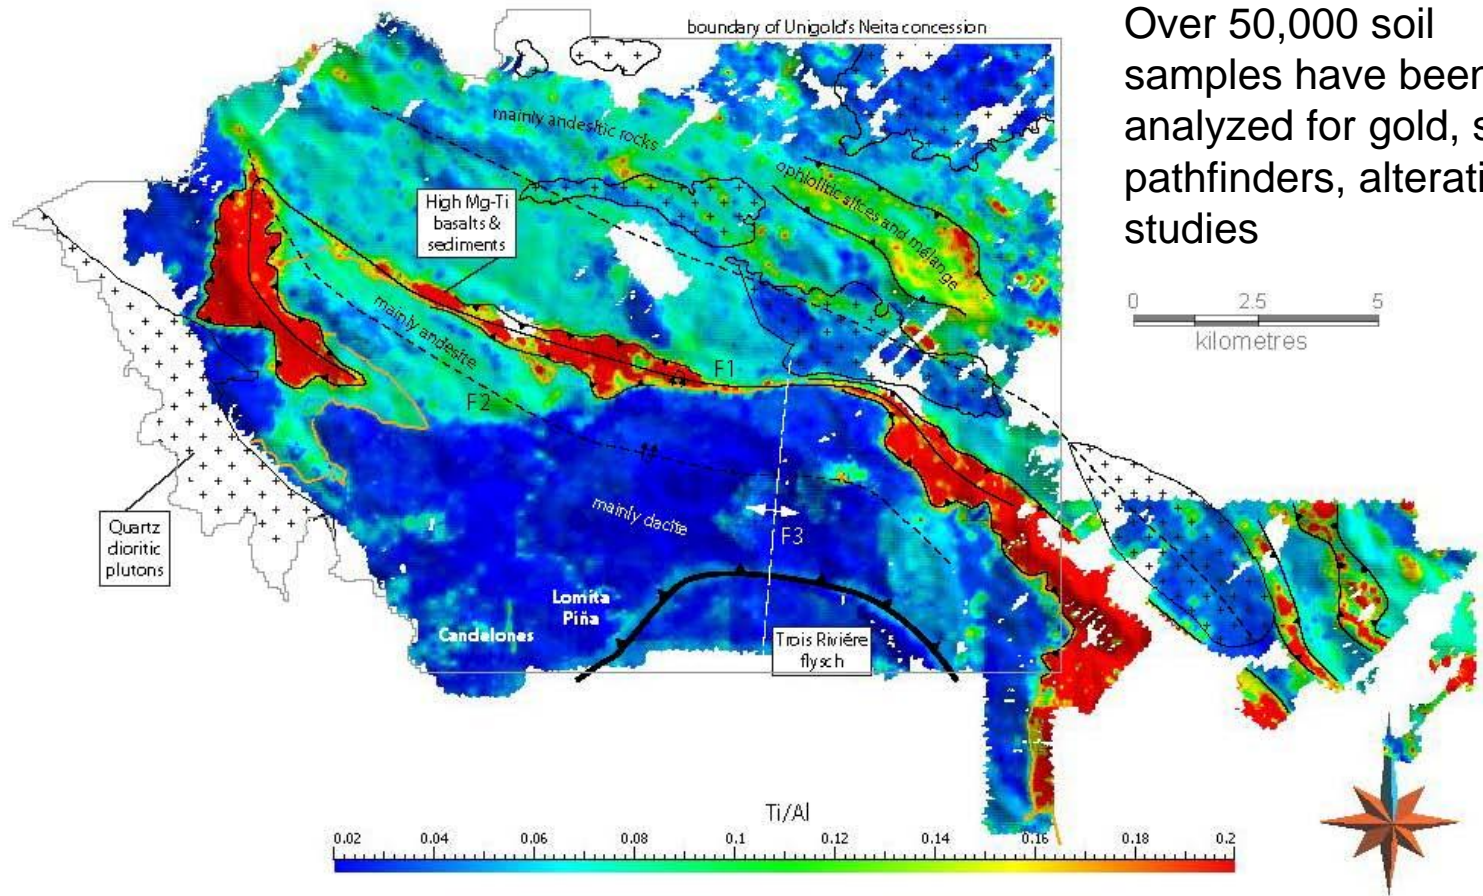 boundary of Unigold's Neita concession
Over 50,000 soil
samples have been
analyzed for gold, s
pathfinders, alterati
studies
mainly andesitic rocks
ophiolitic slices and mélange
High Mg-Ti
basalts &
sediments
0 2.5 5
kilometres
mainly andesite
F1
F2
mainly dacite
F3
Quartz
dioritic
plutons
Lomita
Piña
Candelones
Trois Riviére
flysch
Ti/Al
0.02 0.04 0.06 0.08 0.1 0.12 0.14 0.16 0.18 0.2